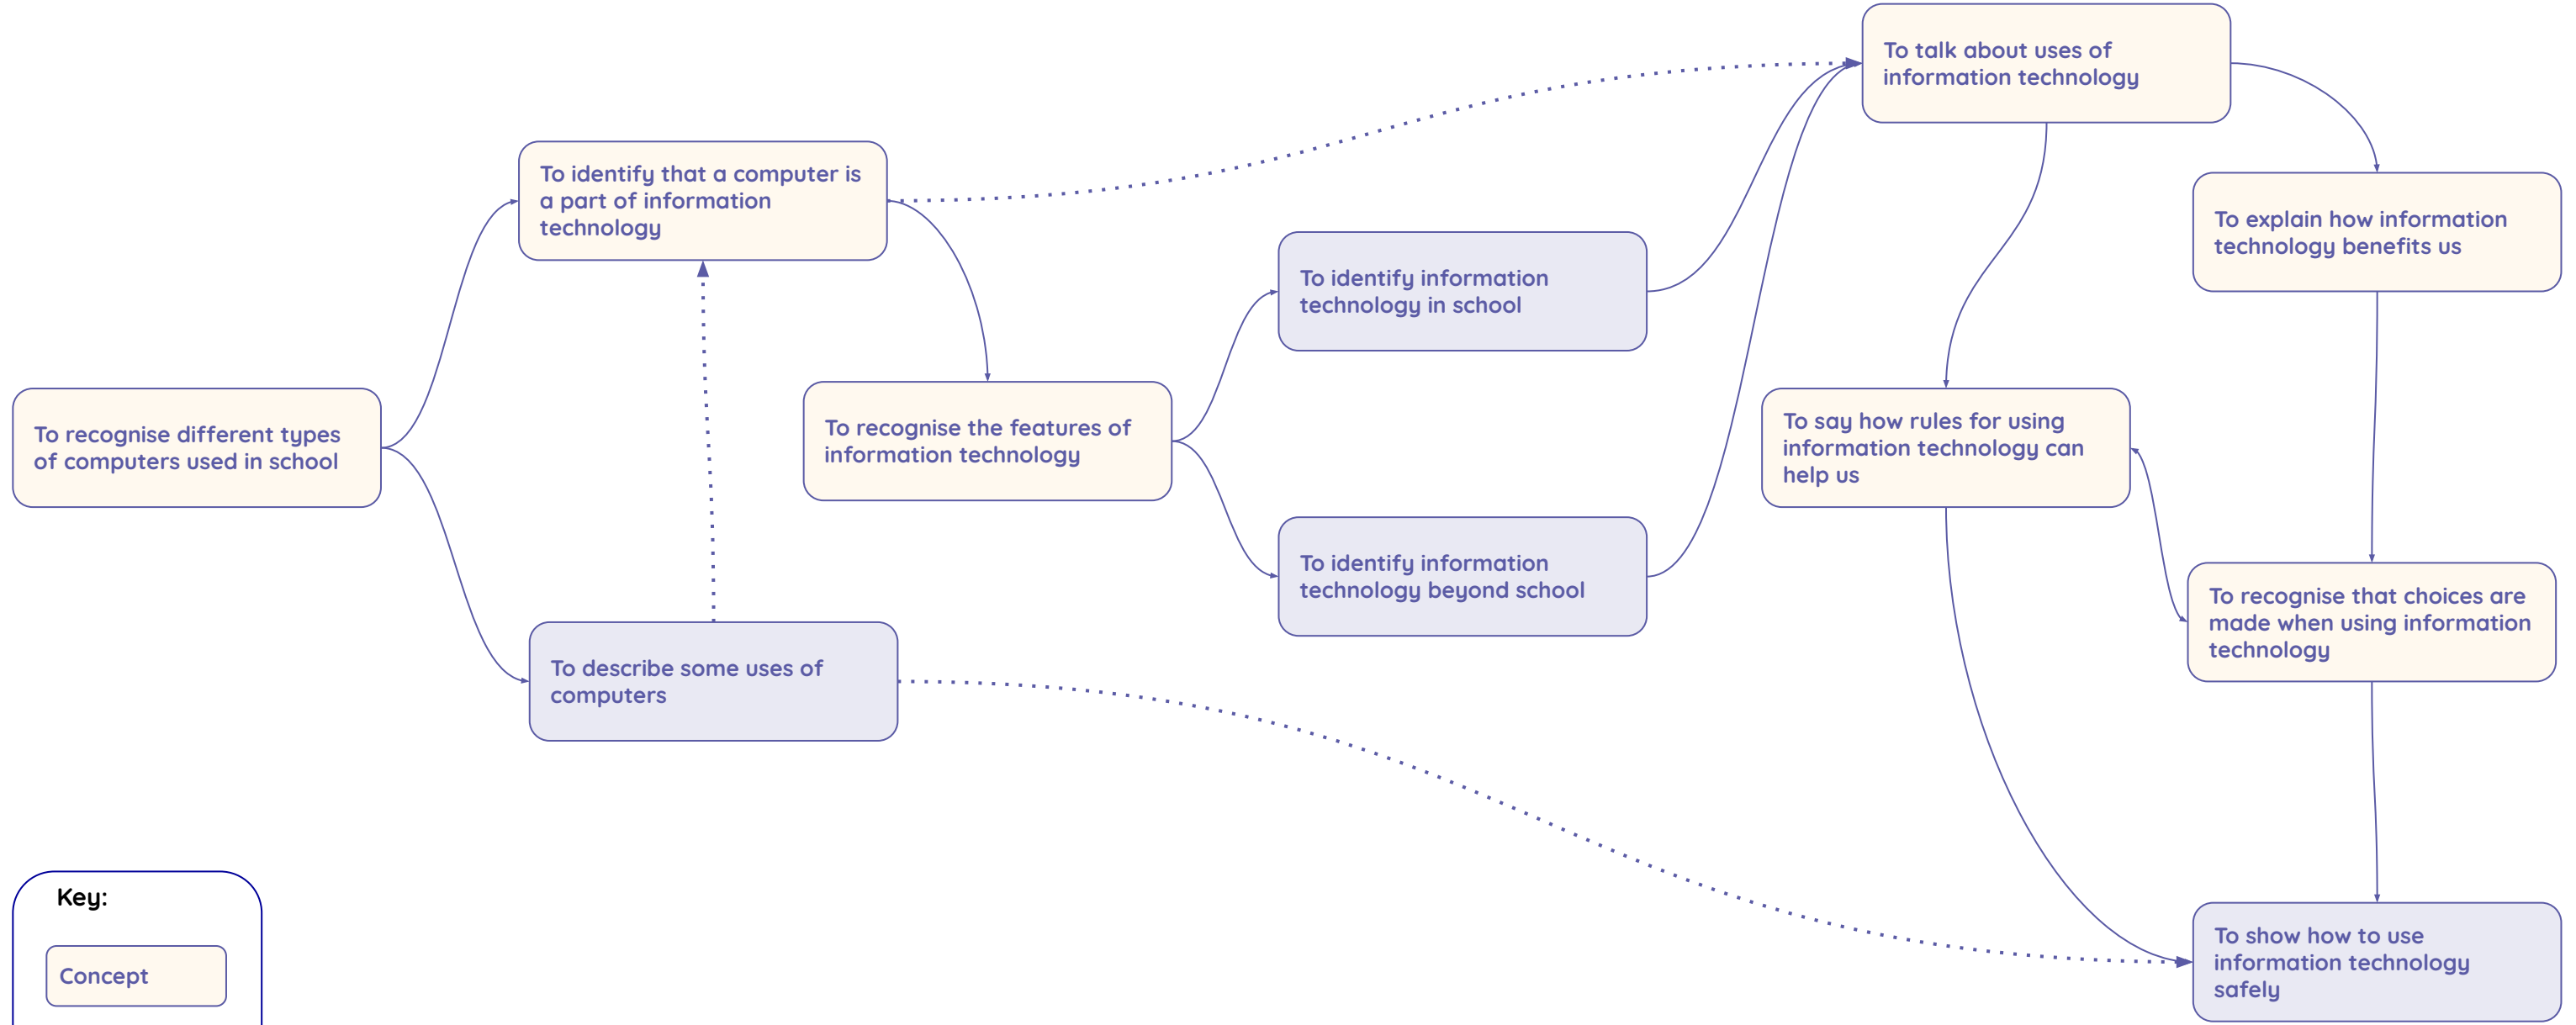 To talk about uses of
information technology
To identify that a computer is
a part of information
technology
To explain how information
technology benefits us
To identify information
technology in school
To recognise different types
of computers used in school
To recognise the features of
information technology
To say how rules for using
information technology can
help us
To identify information
technology beyond school
To recognise that choices are
made when using information
technology
To describe some uses of
computers
Key:
Concept
To show how to use
information technology
safely